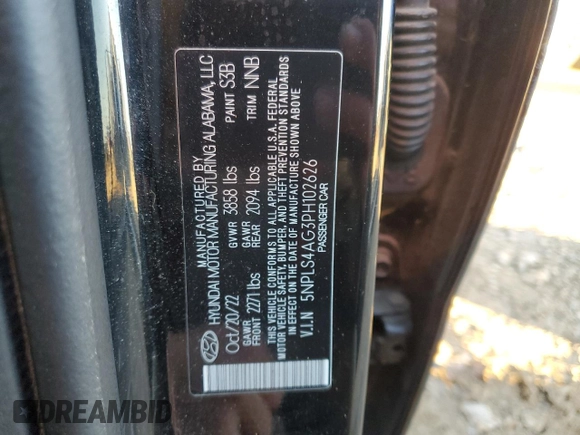 MANUFACTURED BY
HYUNDAI MOTOR MANUFACTURING ALABAMA, LLC
Oct/20/22 GVWR 3858 lbs PAINT S3B
GAWR FRONT 2271 lbs GAWR REAR 2094 lbs TRIM NNB
THIS VEHICLE CONFORMS TO ALL APPLICABLE U.S.A. FEDERAL
MOTOR VEHICLE SAFETY, BUMPER, AND THEFT PREVENTION STANDARDS
IN EFFECT ON THE DATE OF MANUFACTURE SHOWN ABOVE
V.I.N 5NPLS4AG3PH102626
PASSENGER CAR
DREAMBID